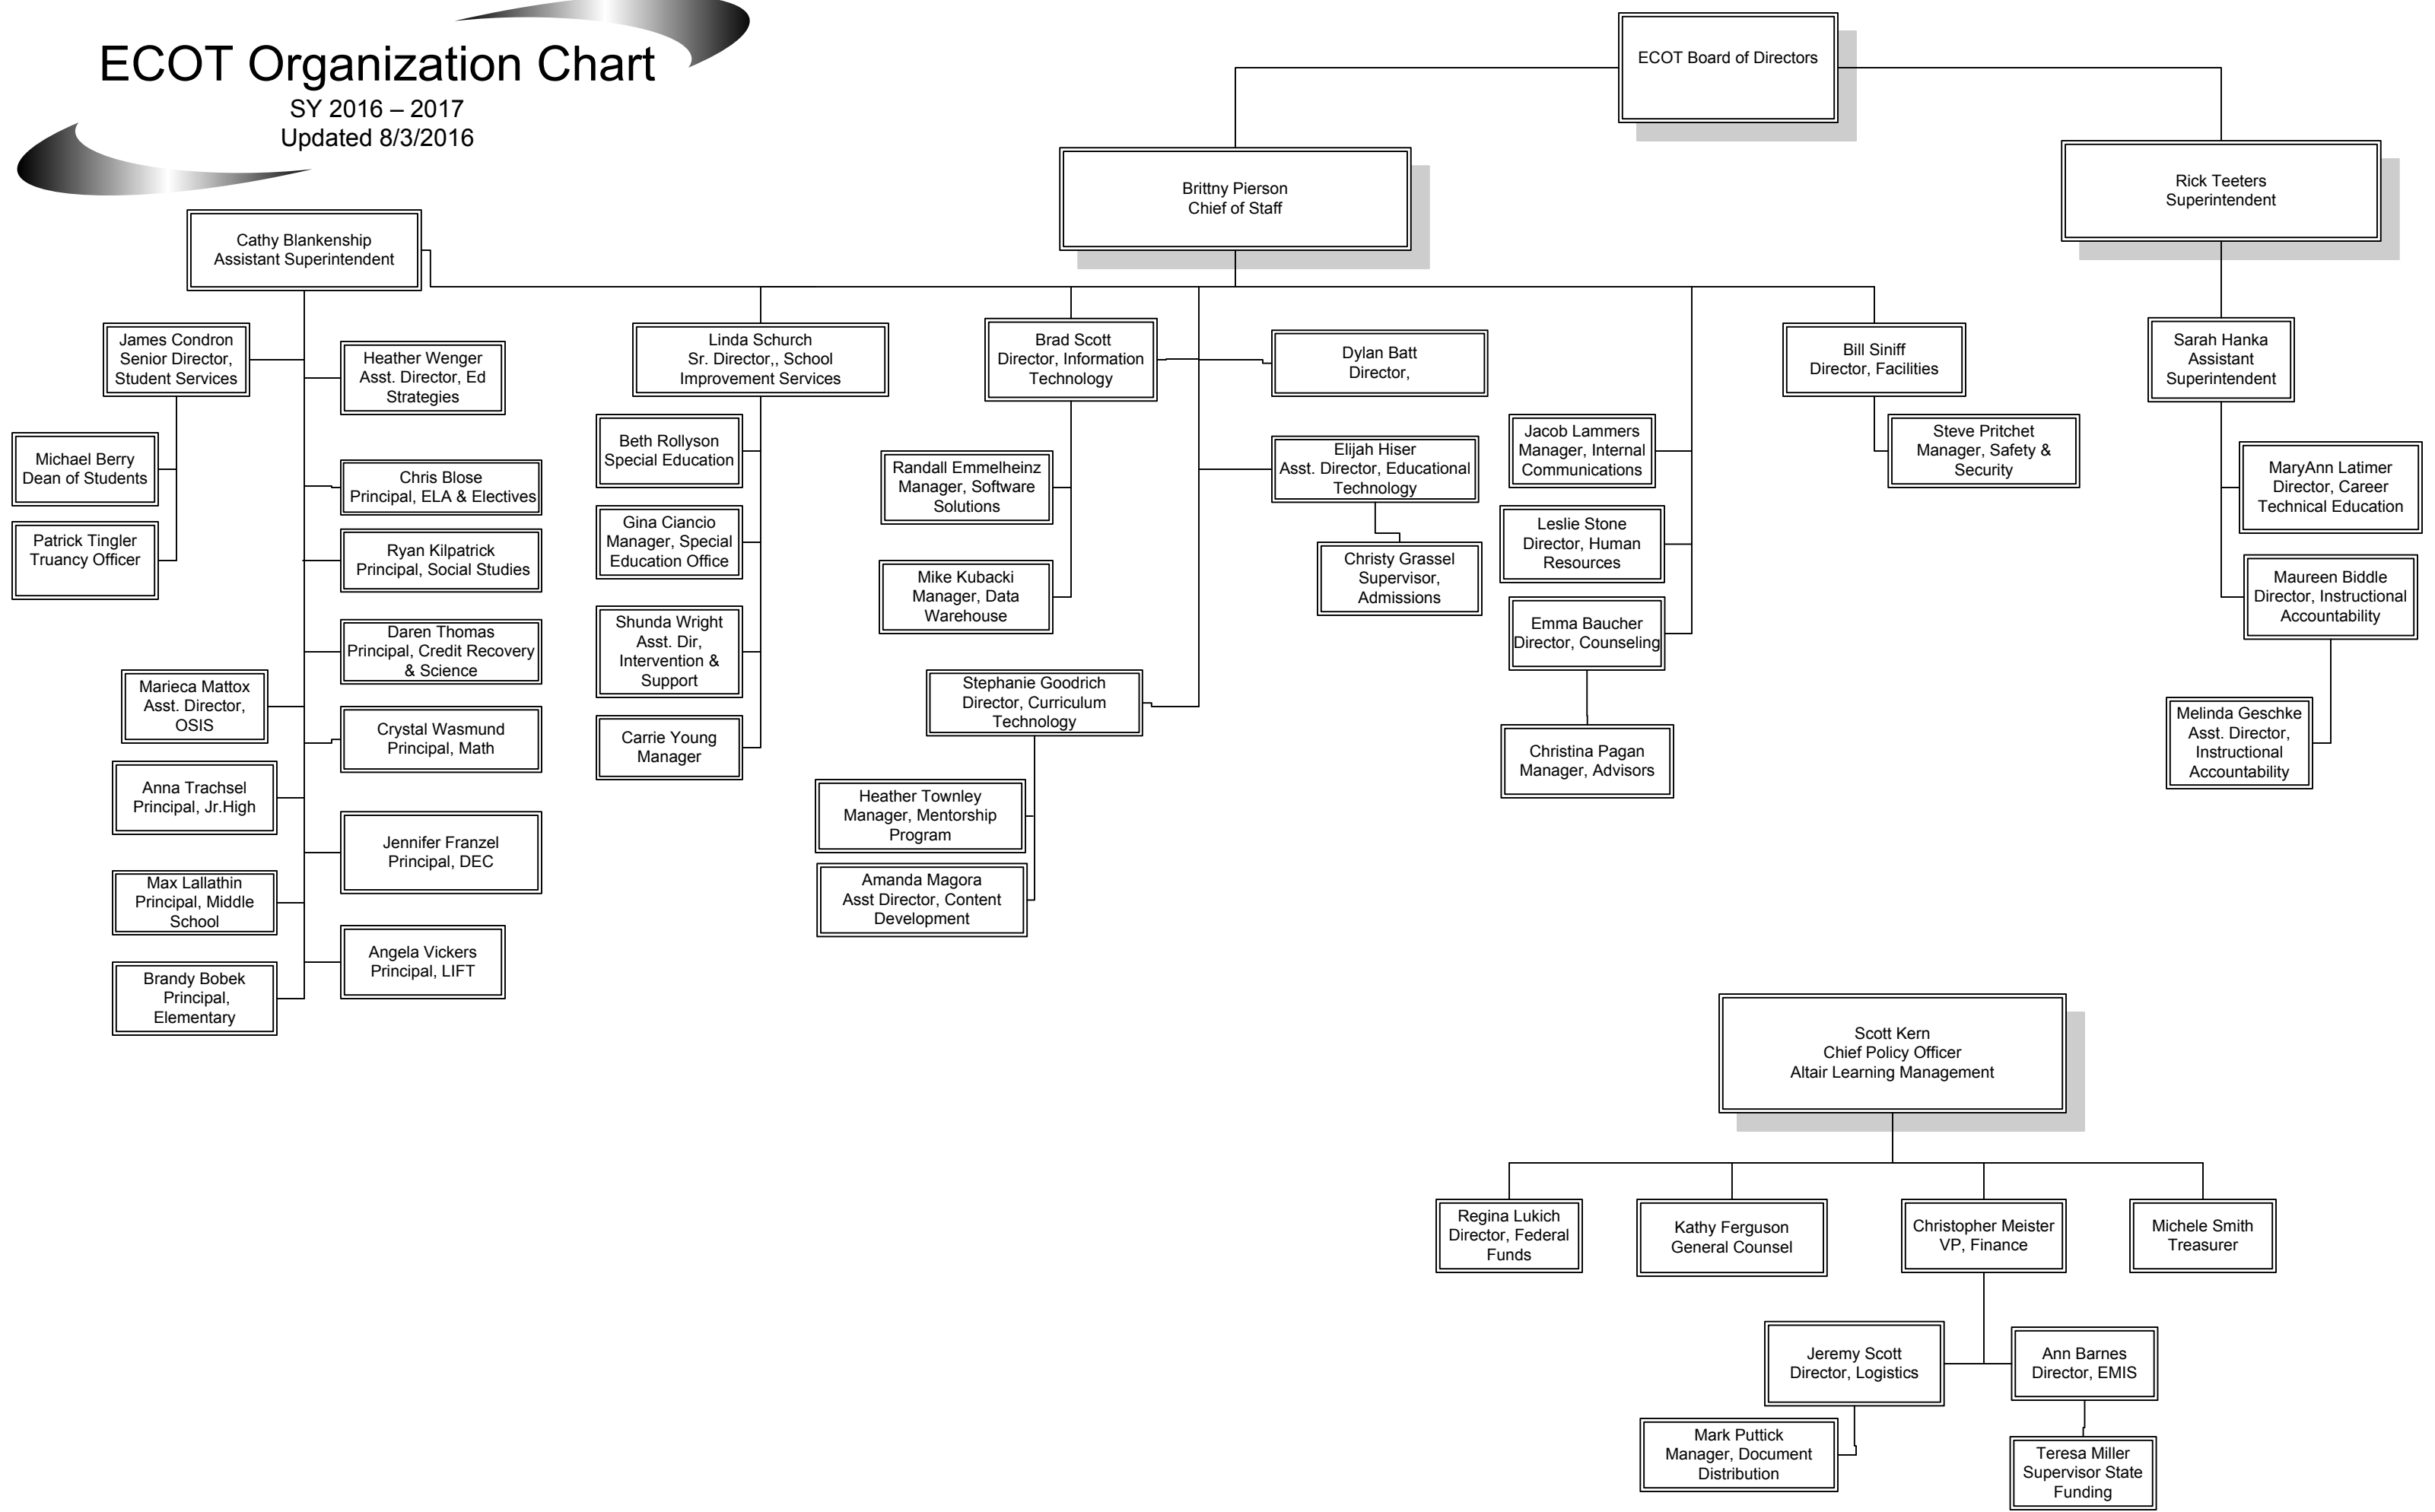 ECOT Organization Chart
SY 2016 – 2017
Updated 8/3/2016
ECOT Board of Directors
Brittny Pierson
Chief of Staff
Rick Teeters
Superintendent
Cathy Blankenship
Assistant Superintendent
James Condron
Senior Director,
Student Services
Heather Wenger
Asst. Director, Ed
Strategies
Michael Berry
Dean of Students
Patrick Tingler
Truancy Officer
Chris Blose
Principal, ELA & Electives
Ryan Kilpatrick
Principal, Social Studies
Daren Thomas
Principal, Credit Recovery
& Science
Marieca Mattox
Asst. Director,
OSIS
Crystal Wasmund
Principal, Math
Anna Trachsel
Principal, Jr.High
Jennifer Franzel
Principal, DEC
Max Lallathin
Principal, Middle
School
Angela Vickers
Principal, LIFT
Brandy Bobek
Principal,
Elementary
Linda Schurch
Sr. Director,, School
Improvement Services
Beth Rollyson
Special Education
Gina Ciancio
Manager, Special
Education Office
Shunda Wright
Asst. Dir,
Intervention &
Support
Carrie Young
Manager
Brad Scott
Director, Information
Technology
Randall Emmelheinz
Manager, Software
Solutions
Mike Kubacki
Manager, Data
Warehouse
Stephanie Goodrich
Director, Curriculum
Technology
Heather Townley
Manager, Mentorship
Program
Amanda Magora
Asst Director, Content
Development
Dylan Batt
Director,
Elijah Hiser
Asst. Director, Educational
Technology
Christy Grassel
Supervisor,
Admissions
Jacob Lammers
Manager, Internal
Communications
Leslie Stone
Director, Human
Resources
Emma Baucher
Director, Counseling
Christina Pagan
Manager, Advisors
Bill Siniff
Director, Facilities
Steve Pritchet
Manager, Safety &
Security
Sarah Hanka
Assistant
Superintendent
MaryAnn Latimer
Director, Career
Technical Education
Maureen Biddle
Director, Instructional
Accountability
Melinda Geschke
Asst. Director,
Instructional
Accountability
Scott Kern
Chief Policy Officer
Altair Learning Management
Regina Lukich
Director, Federal
Funds
Kathy Ferguson
General Counsel
Christopher Meister
VP, Finance
Michele Smith
Treasurer
Jeremy Scott
Director, Logistics
Ann Barnes
Director, EMIS
Mark Puttick
Manager, Document
Distribution
Teresa Miller
Supervisor State
Funding